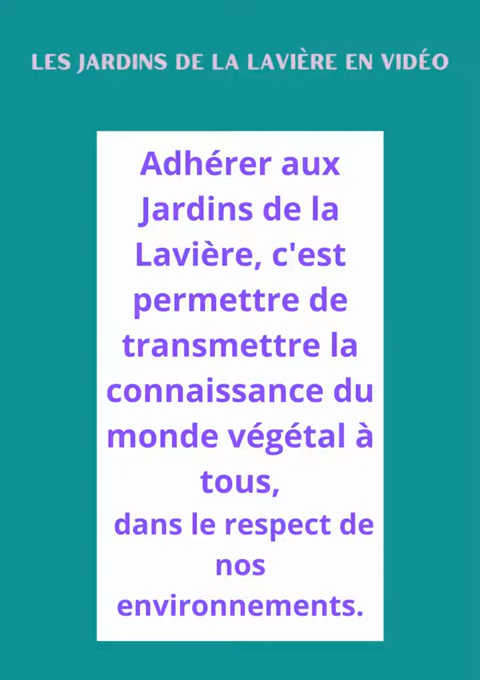 LES JARDINS DE LA LAVIÈRE EN VIDÉO
Adhérer aux
Jardins de la
Lavière, c'est
permettre de
transmettre la
connaissance du
monde végétal à
tous,
dans le respect de
nos
environnements.